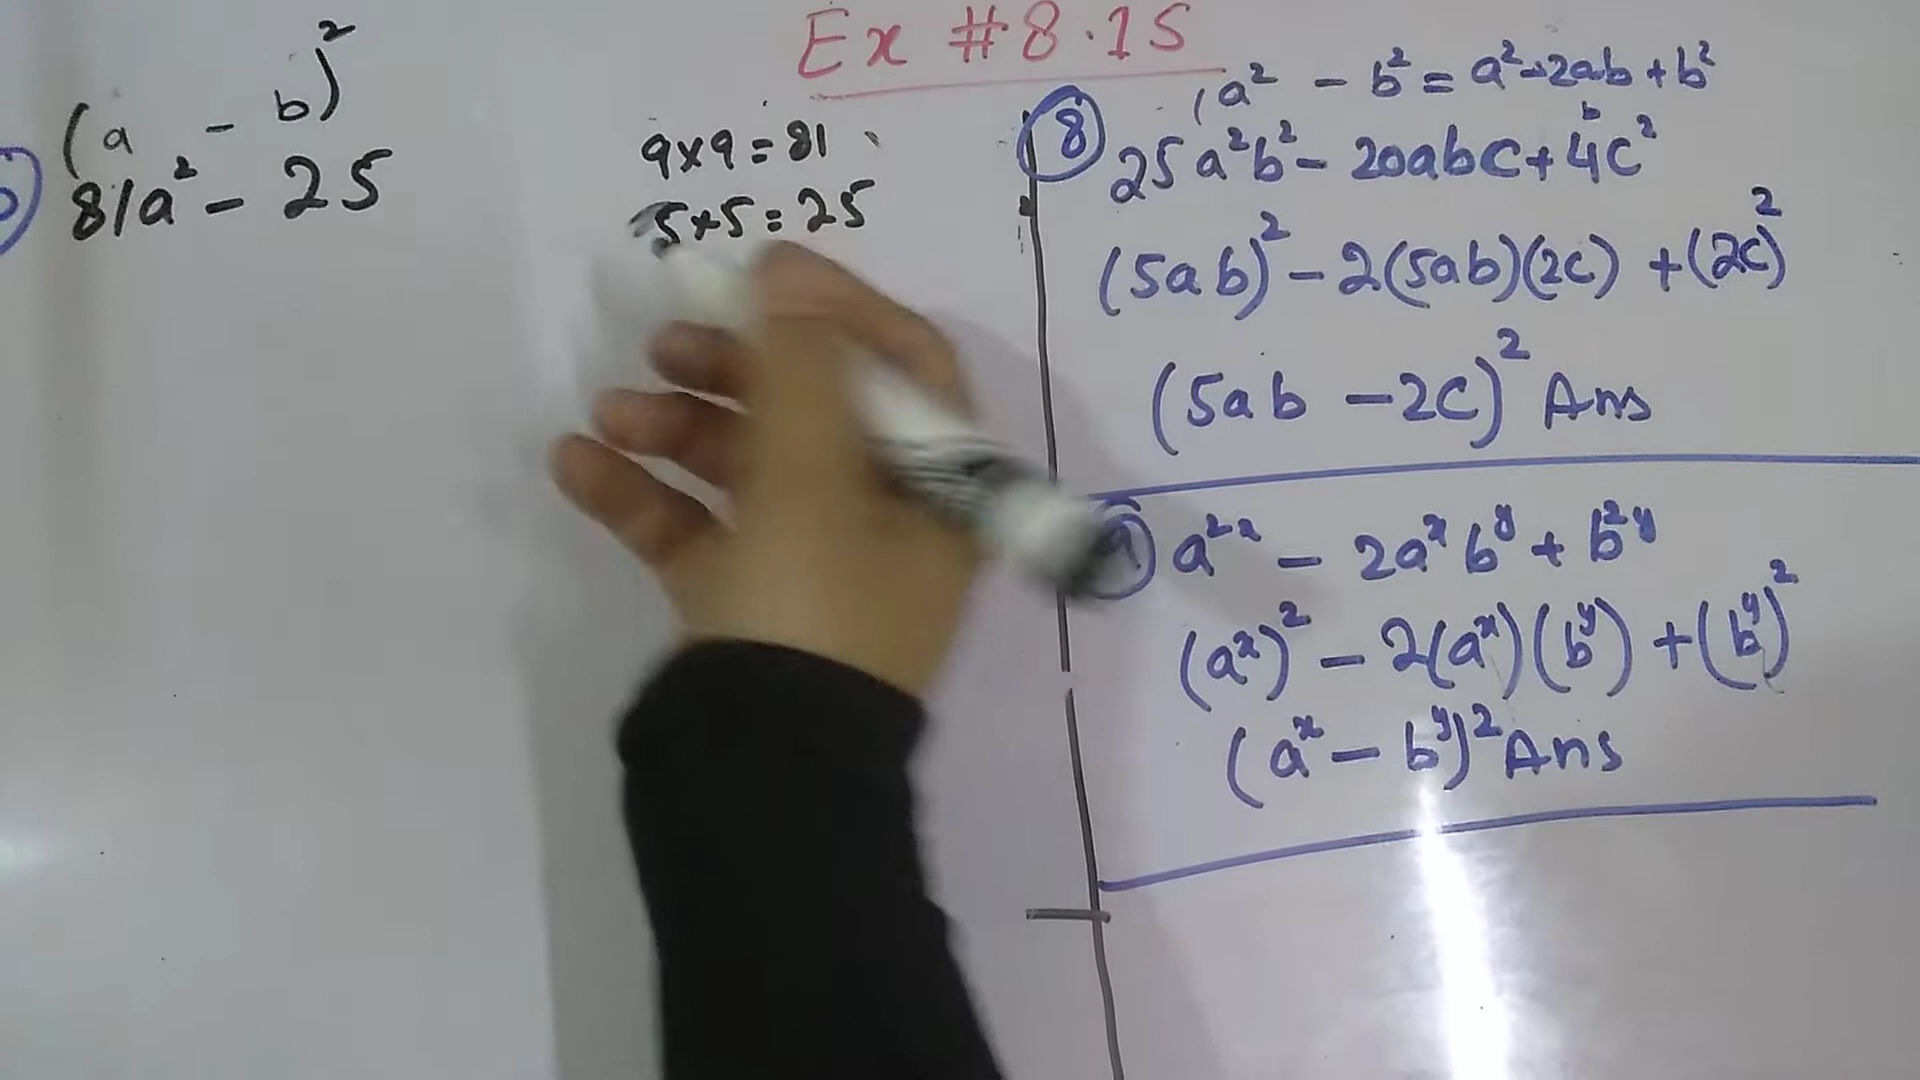 Ex #8.15
(a - b)²
81a² - 25
9×9=81
5×5=25
(a² - b² = a²-2ab+b²
b
⑧ 25a²b² - 20abc + 4c²
(5ab)² - 2(5ab)(2c) + (2c)²
(5ab - 2c)² Ans
⑨ a²ˣ - 2aˣbʸ + b²ʸ
(aˣ)² - 2(aˣ)(bʸ) + (bʸ)²
(aˣ - bʸ)² Ans